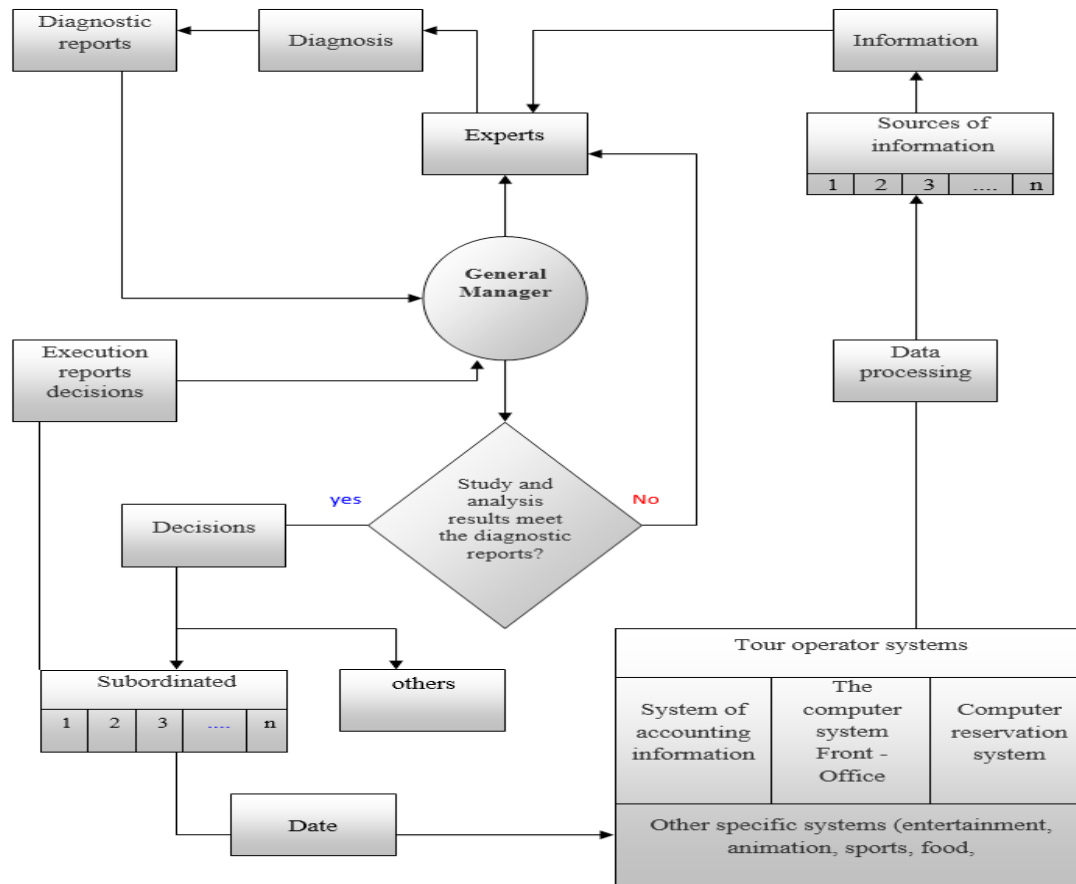 Diagnostic
reports
Diagnosis
Information
Experts
Sources of
information
1 2 3 .... n
General
Manager
Execution
reports
decisions
Data
processing
yes
Study and
analysis
results meet
the diagnostic
reports?
No
Decisions
Subordinated
1 2 3 .... n
others
Tour operator systems
System of
accounting
information
The
computer
system
Front -
Office
Computer
reservation
system
Date
Other specific systems (entertainment,
animation, sports, food,